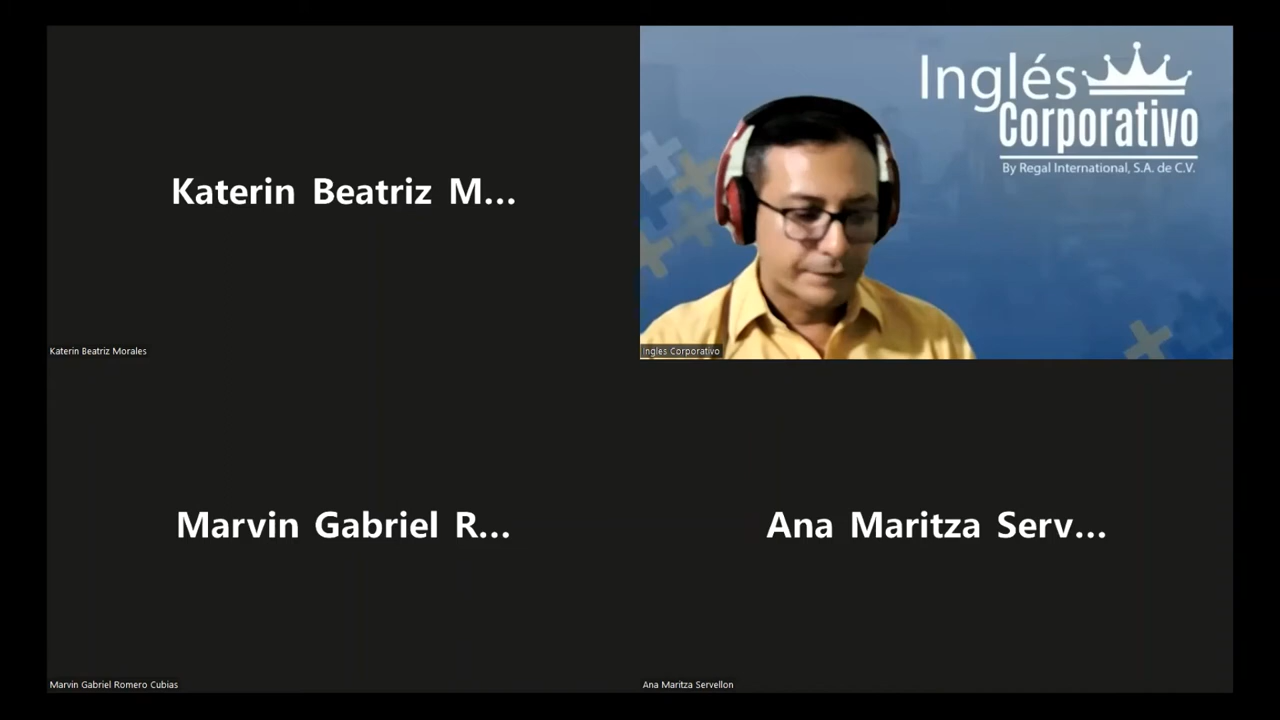 Katerin Beatriz M...
Katerin Beatriz Morales
Inglés
Corporativo
By Regal International, S.A. de C.V.
Ingles Corporativo
Marvin Gabriel R...
Marvin Gabriel Romero Cubias
Ana Maritza Serv...
Ana Maritza Servellon